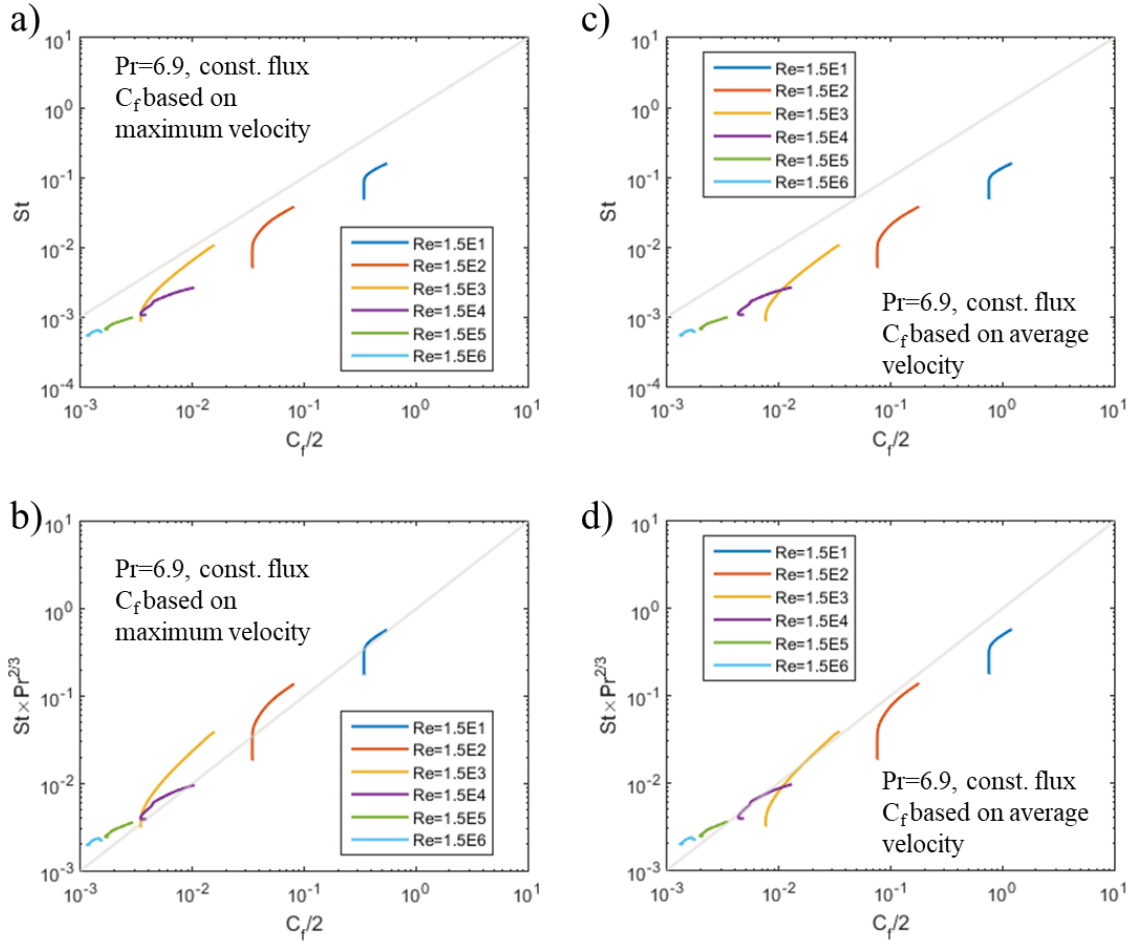 a)
10^1
10^0
10^-1
10^-2
10^-3
10^-4
St
Pr=6.9, const. flux
C_f based on
maximum velocity
Re=1.5E1
Re=1.5E2
Re=1.5E3
Re=1.5E4
Re=1.5E5
Re=1.5E6
10^-3 10^-2 10^-1 10^0 10^1
C_f/2
c)
10^1
10^0
10^-1
10^-2
10^-3
10^-4
St
Re=1.5E1
Re=1.5E2
Re=1.5E3
Re=1.5E4
Re=1.5E5
Re=1.5E6
Pr=6.9, const. flux
C_f based on average
velocity
10^-3 10^-2 10^-1 10^0 10^1
C_f/2
b)
10^1
10^0
10^-1
10^-2
10^-3
St×Pr^2/3
Pr=6.9, const. flux
C_f based on
maximum velocity
Re=1.5E1
Re=1.5E2
Re=1.5E3
Re=1.5E4
Re=1.5E5
Re=1.5E6
10^-3 10^-2 10^-1 10^0 10^1
C_f/2
d)
10^1
10^0
10^-1
10^-2
10^-3
St×Pr^2/3
Re=1.5E1
Re=1.5E2
Re=1.5E3
Re=1.5E4
Re=1.5E5
Re=1.5E6
Pr=6.9, const. flux
C_f based on average
velocity
10^-3 10^-2 10^-1 10^0 10^1
C_f/2